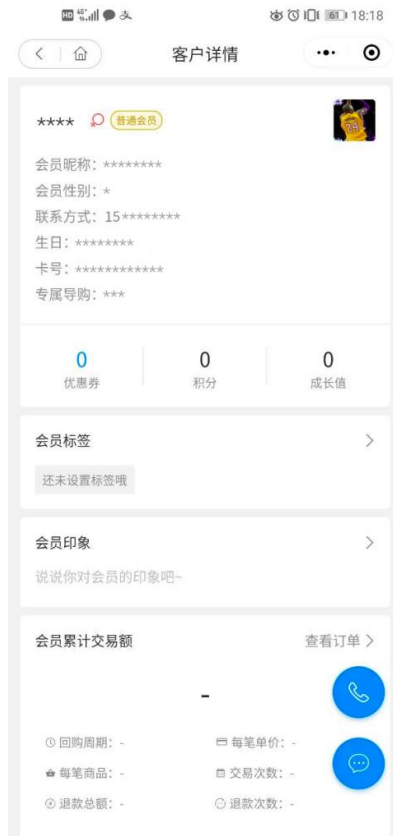 HD 4G 61 18:18
客户详情
****
普通会员
24
会员昵称：********
会员性别：*
联系方式：15********
生日：********
卡号：************
专属导购：***
0 0 0
优惠券 积分 成长值
会员标签
还未设置标签哦
会员印象
说说你对会员的印象吧~
会员累计交易额 查看订单
-
回购周期：- 每笔单价：-
每笔商品：- 交易次数：-
退款总额：- 退款次数：-